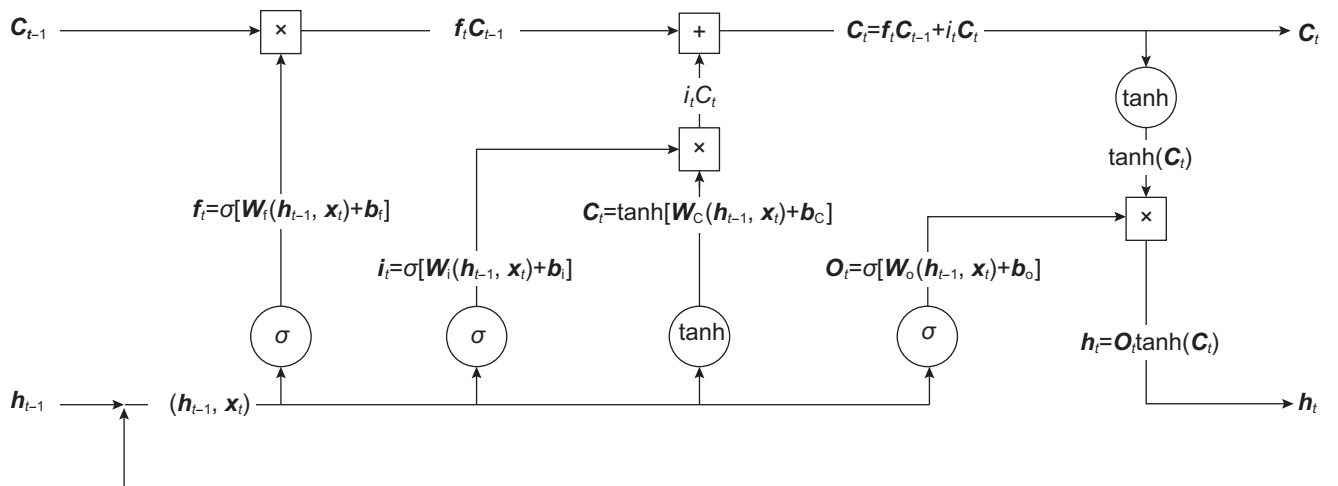 C_{t–1} × f_tC_{t–1} + C_t=f_tC_{t–1}+i_tC_t C_t
tanh
i_tC_t
×
tanh(C_t)
f_t=σ[W_f(h_{t–1}, x_t)+b_f] C_t=tanh[W_C(h_{t–1}, x_t)+b_C] ×
i_t=σ[W_i(h_{t–1}, x_t)+b_i] O_t=σ[W_o(h_{t–1}, x_t)+b_o]
σ σ tanh σ h_t=O_ttanh(C_t)
h_{t–1} (h_{t–1}, x_t) h_t